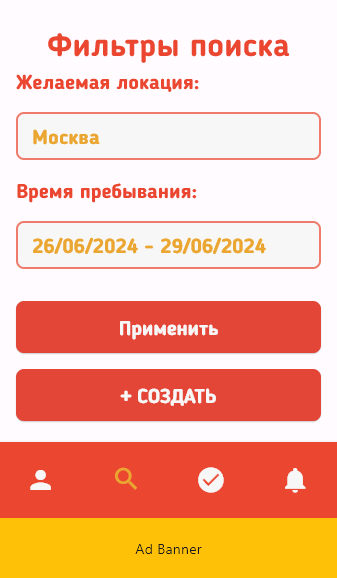 Фильтры поиска
Желаемая локация:
Москва
Время пребывания:
26/06/2024 - 29/06/2024
Применить
+ СОЗДАТЬ
Ad Banner